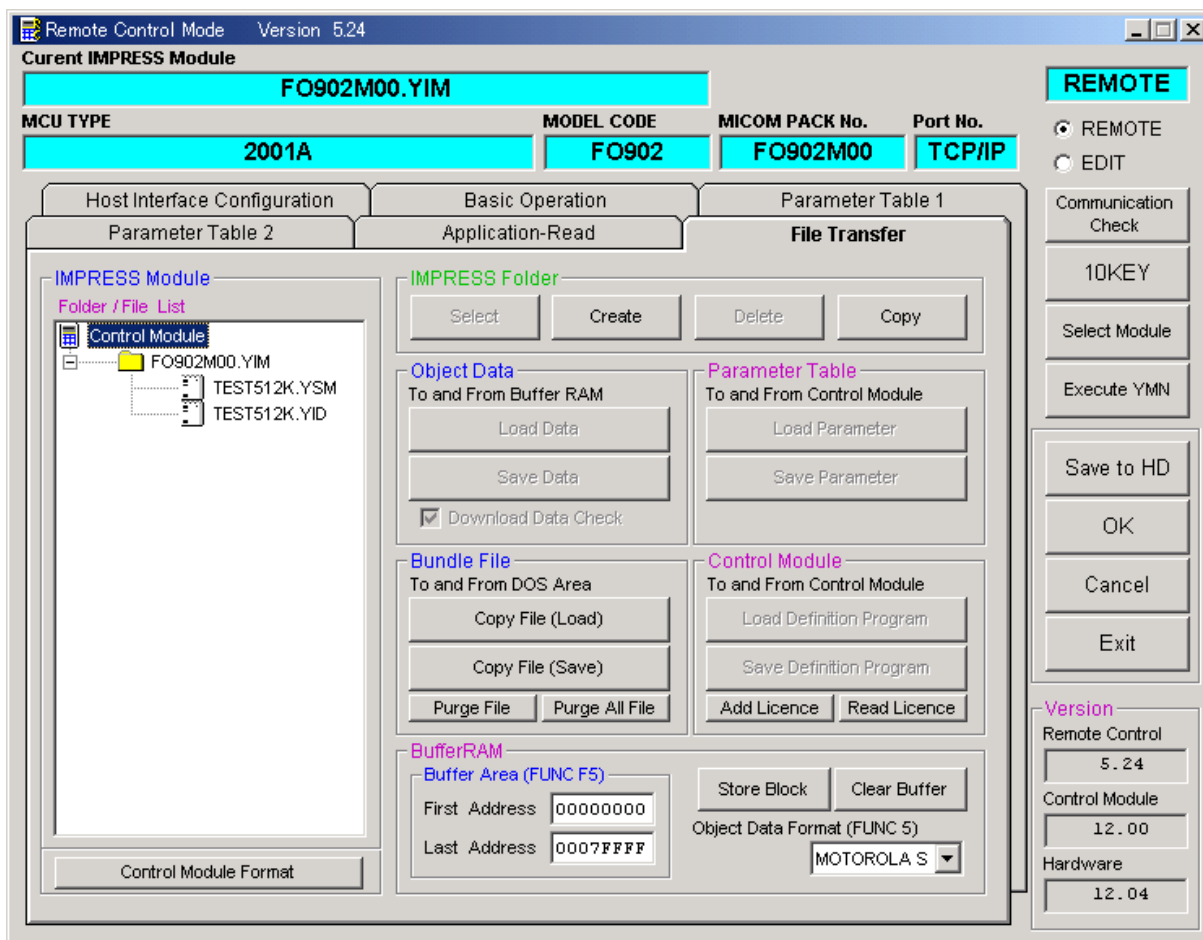 Remote Control Mode Version 5.24
Curent IMPRESS Module
FO902M00.YIM
REMOTE
MCU TYPE
MODEL CODE
MICOM PACK No.
Port No.
2001A
FO902
FO902M00
TCP/IP
REMOTE
EDIT
Host Interface Configuration
Basic Operation
Parameter Table 1
Parameter Table 2
Application-Read
File Transfer
IMPRESS Module
Folder / File List
Control Module
FO902M00.YIM
TEST512K.YSM
TEST512K.YID
Control Module Format
IMPRESS Folder
Select
Create
Delete
Copy
Object Data
To and From Buffer RAM
Load Data
Save Data
Download Data Check
Parameter Table
To and From Control Module
Load Parameter
Save Parameter
Bundle File
To and From DOS Area
Copy File (Load)
Copy File (Save)
Purge File
Purge All File
Control Module
To and From Control Module
Load Definition Program
Save Definition Program
Add Licence
Read Licence
BufferRAM
Buffer Area (FUNC F5)
First Address 00000000
Last Address 0007FFFF
Store Block
Clear Buffer
Object Data Format (FUNC 5)
MOTOROLA S
Communication
Check
10KEY
Select Module
Execute YMN
Save to HD
OK
Cancel
Exit
Version
Remote Control
5.24
Control Module
12.00
Hardware
12.04